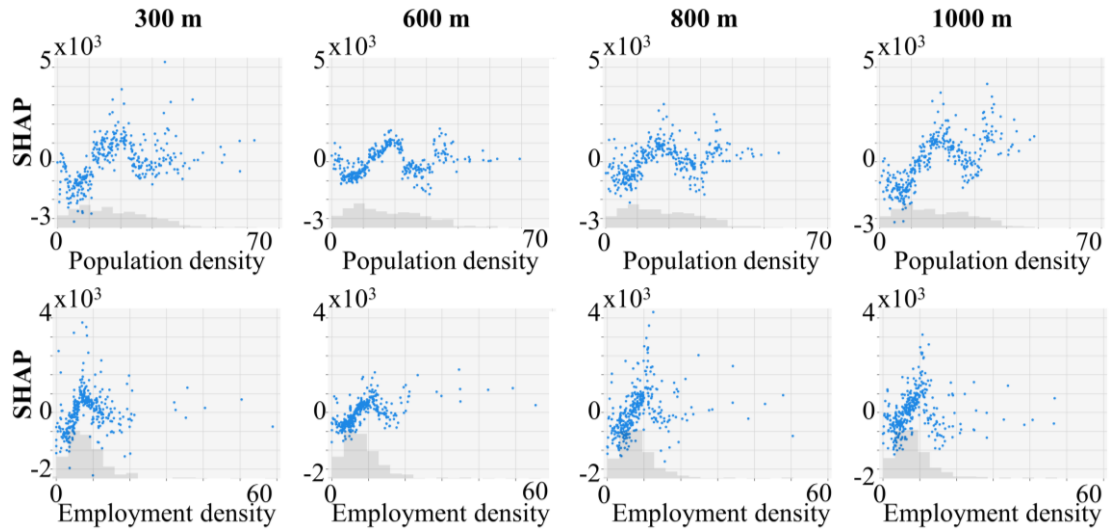 300 m 600 m 800 m 1000 m
5 x10³ 5 x10³ 5 x10³ 5 x10³
SHAP
0 0 0 0
-3 -3 -3 -3
0 70 0 70 0 70 0 70
Population density Population density Population density Population density
4 x10³ 4 x10³ 4 x10³ 4 x10³
SHAP
0 0 0 0
-2 -2 -2 -2
0 60 0 60 0 60 0 60
Employment density Employment density Employment density Employment density